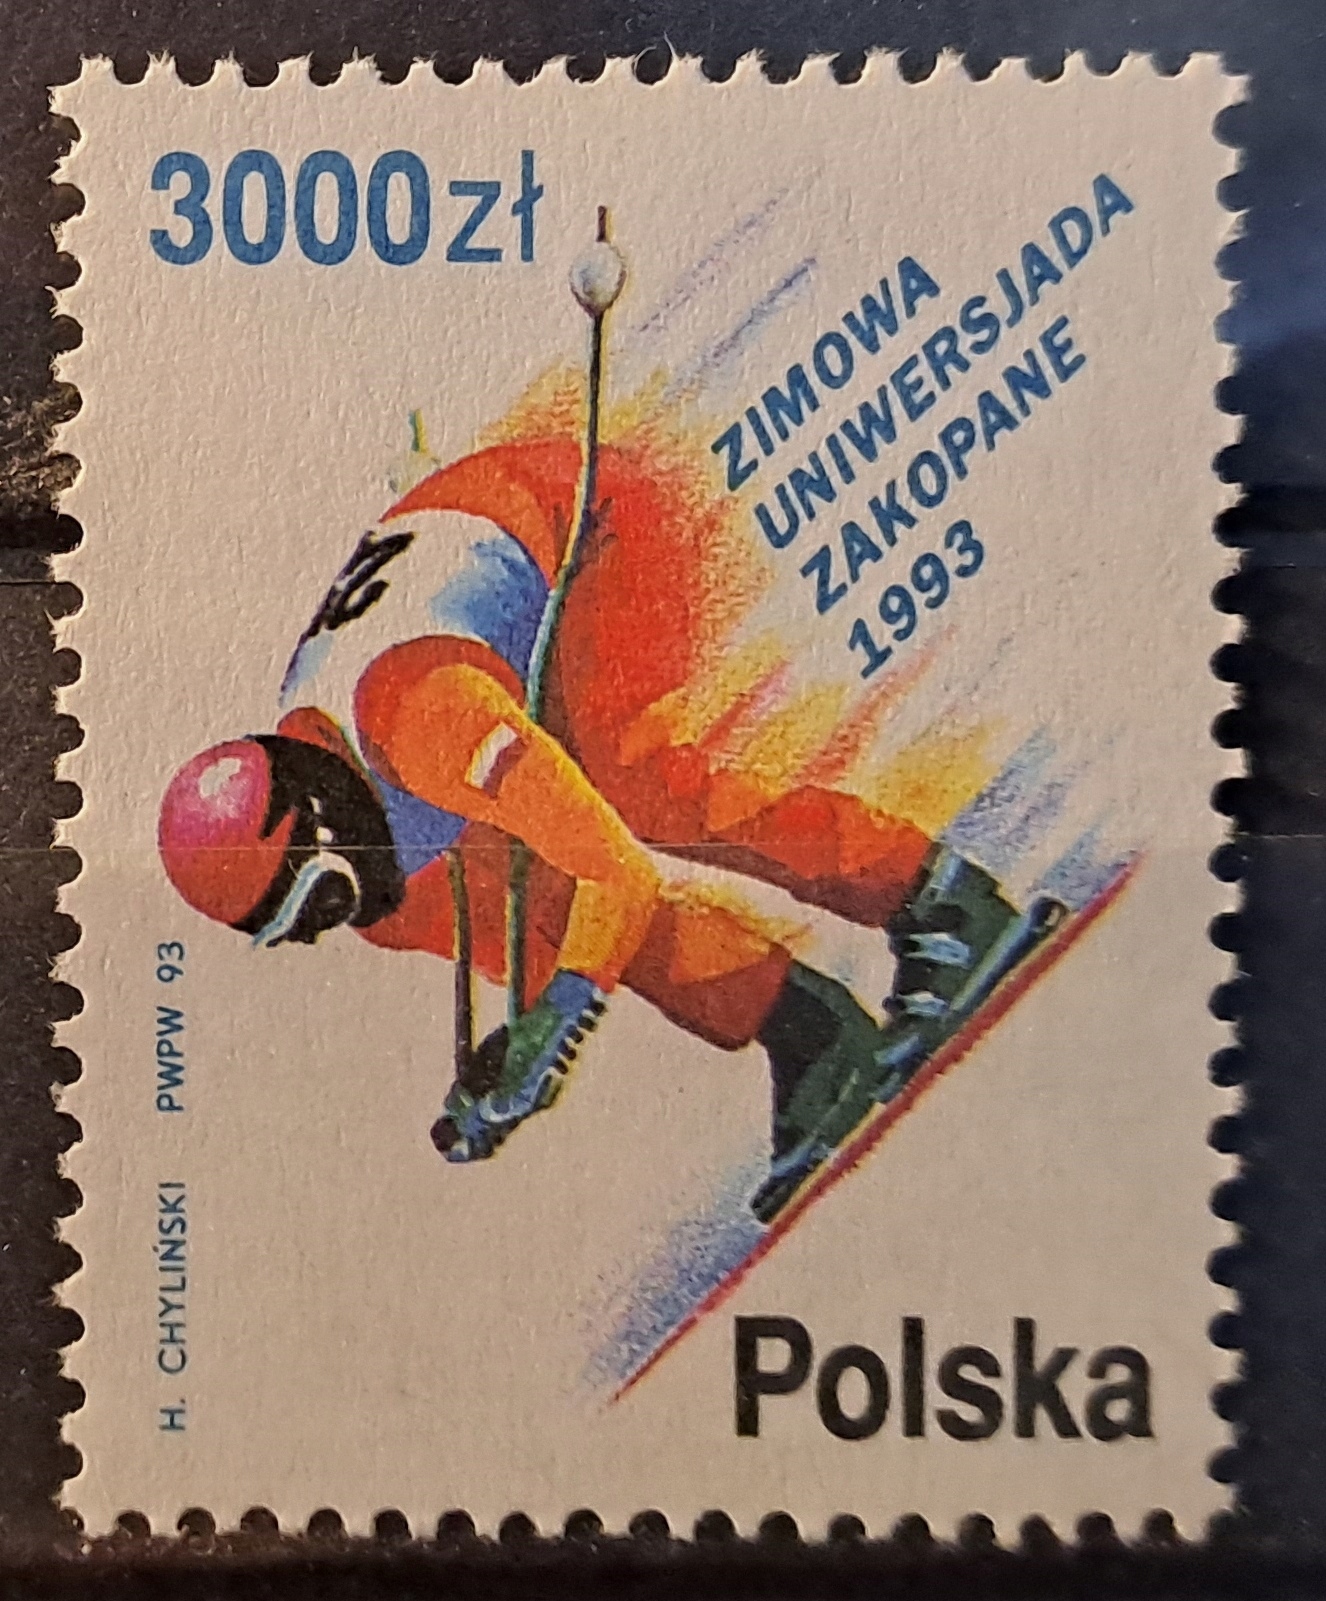 3000 zł
ZIMOWA
UNIWERSJADA
ZAKOPANE
1993
H. CHYLIŃSKI PWPW 93
Polska